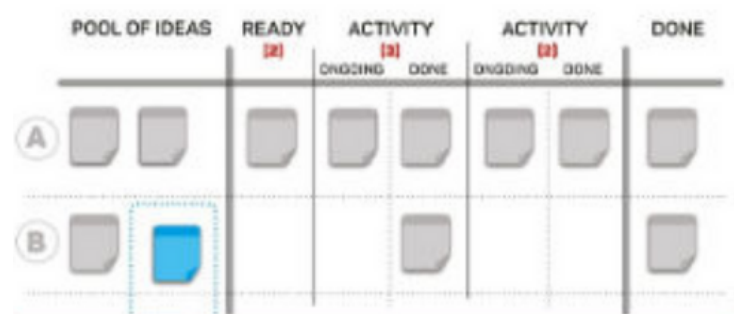 POOL OF IDEAS READY ACTIVITY ACTIVITY DONE
[2] [3] [2]
ONGOING DONE ONGOING DONE
A
B